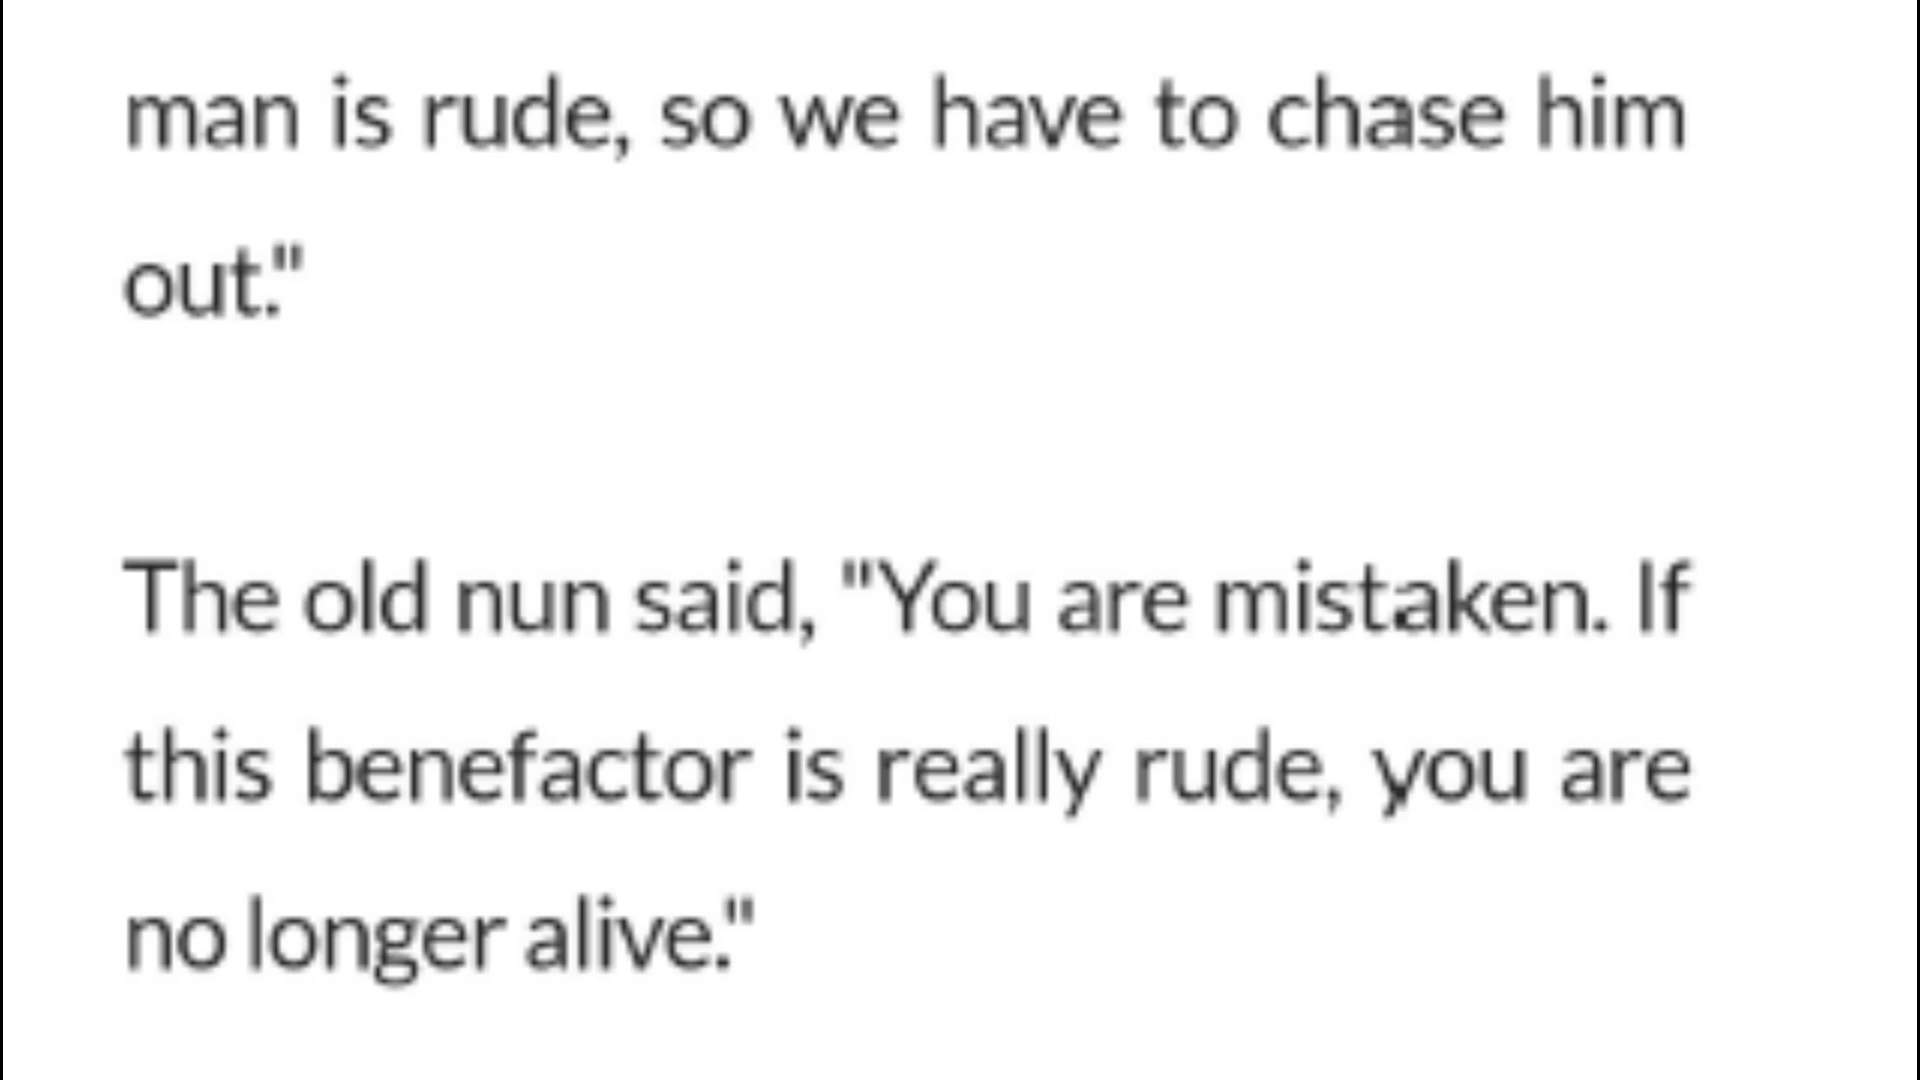 man is rude, so we have to chase him
out."
The old nun said, "You are mistaken. If
this benefactor is really rude, you are
no longer alive."